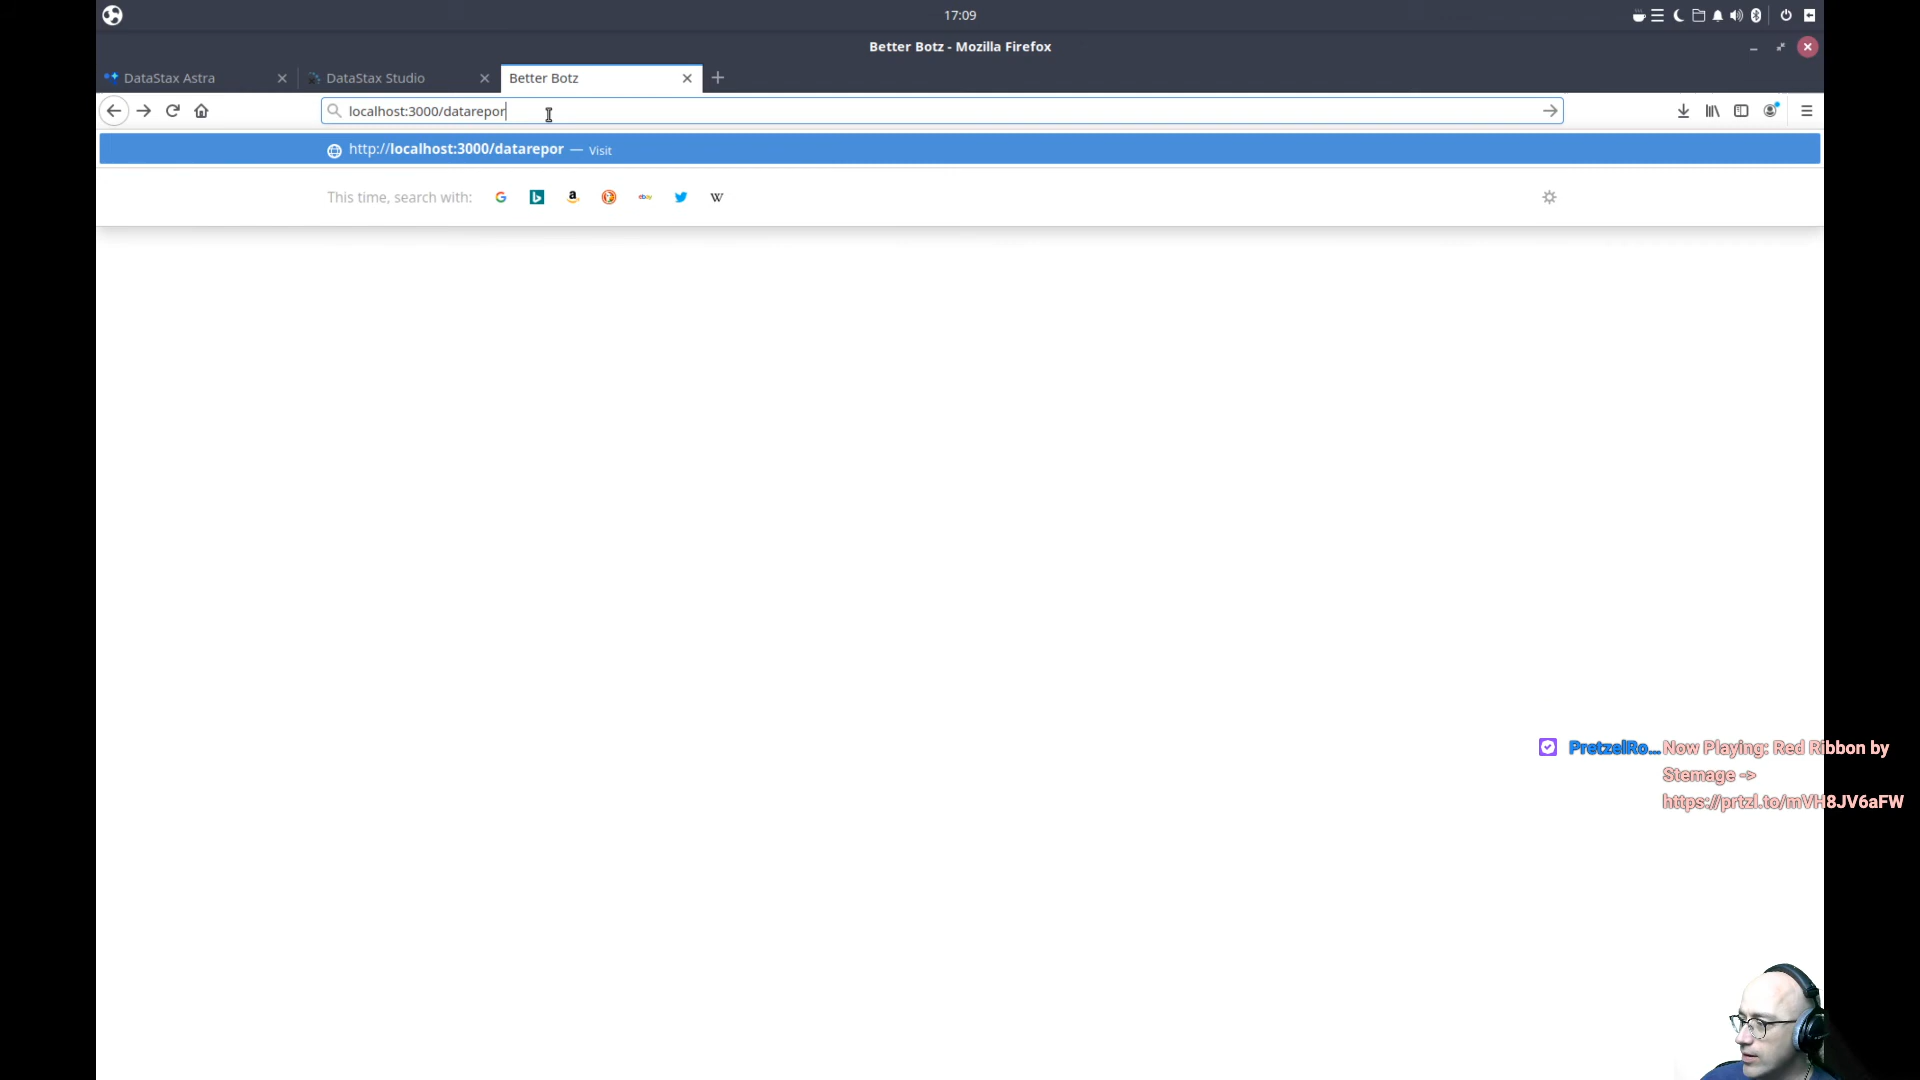 17:09
Better Botz - Mozilla Firefox
DataStax Astra
DataStax Studio
Better Botz
localhost:3000/datarepor
http://localhost:3000/datarepor — Visit
This time, search with:
PretzelRo... Now Playing: Red Ribbon by
Stemage ->
https://prtzl.to/mVH8JV6aFW